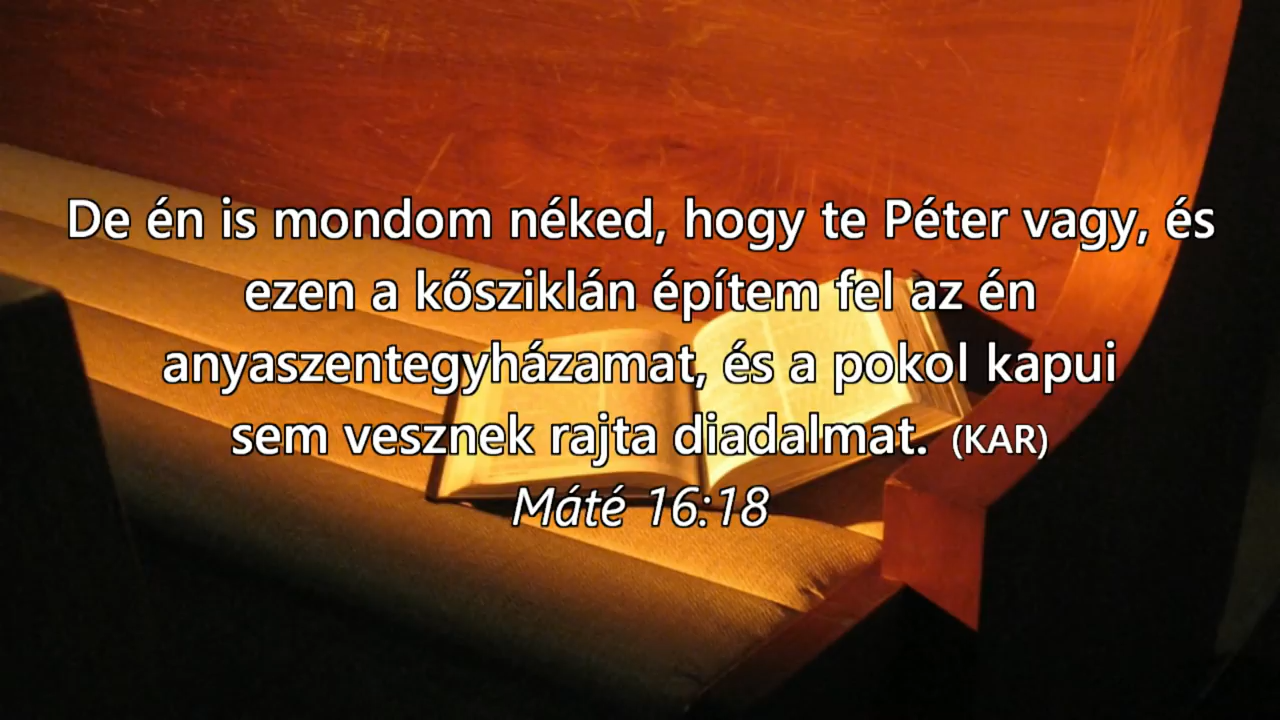 De én is mondom néked, hogy te Péter vagy, és
ezen a kősziklán építem fel az én
anyaszentegyházamat, és a pokol kapui
sem vesznek rajta diadalmat. (KAR)
Máté 16:18